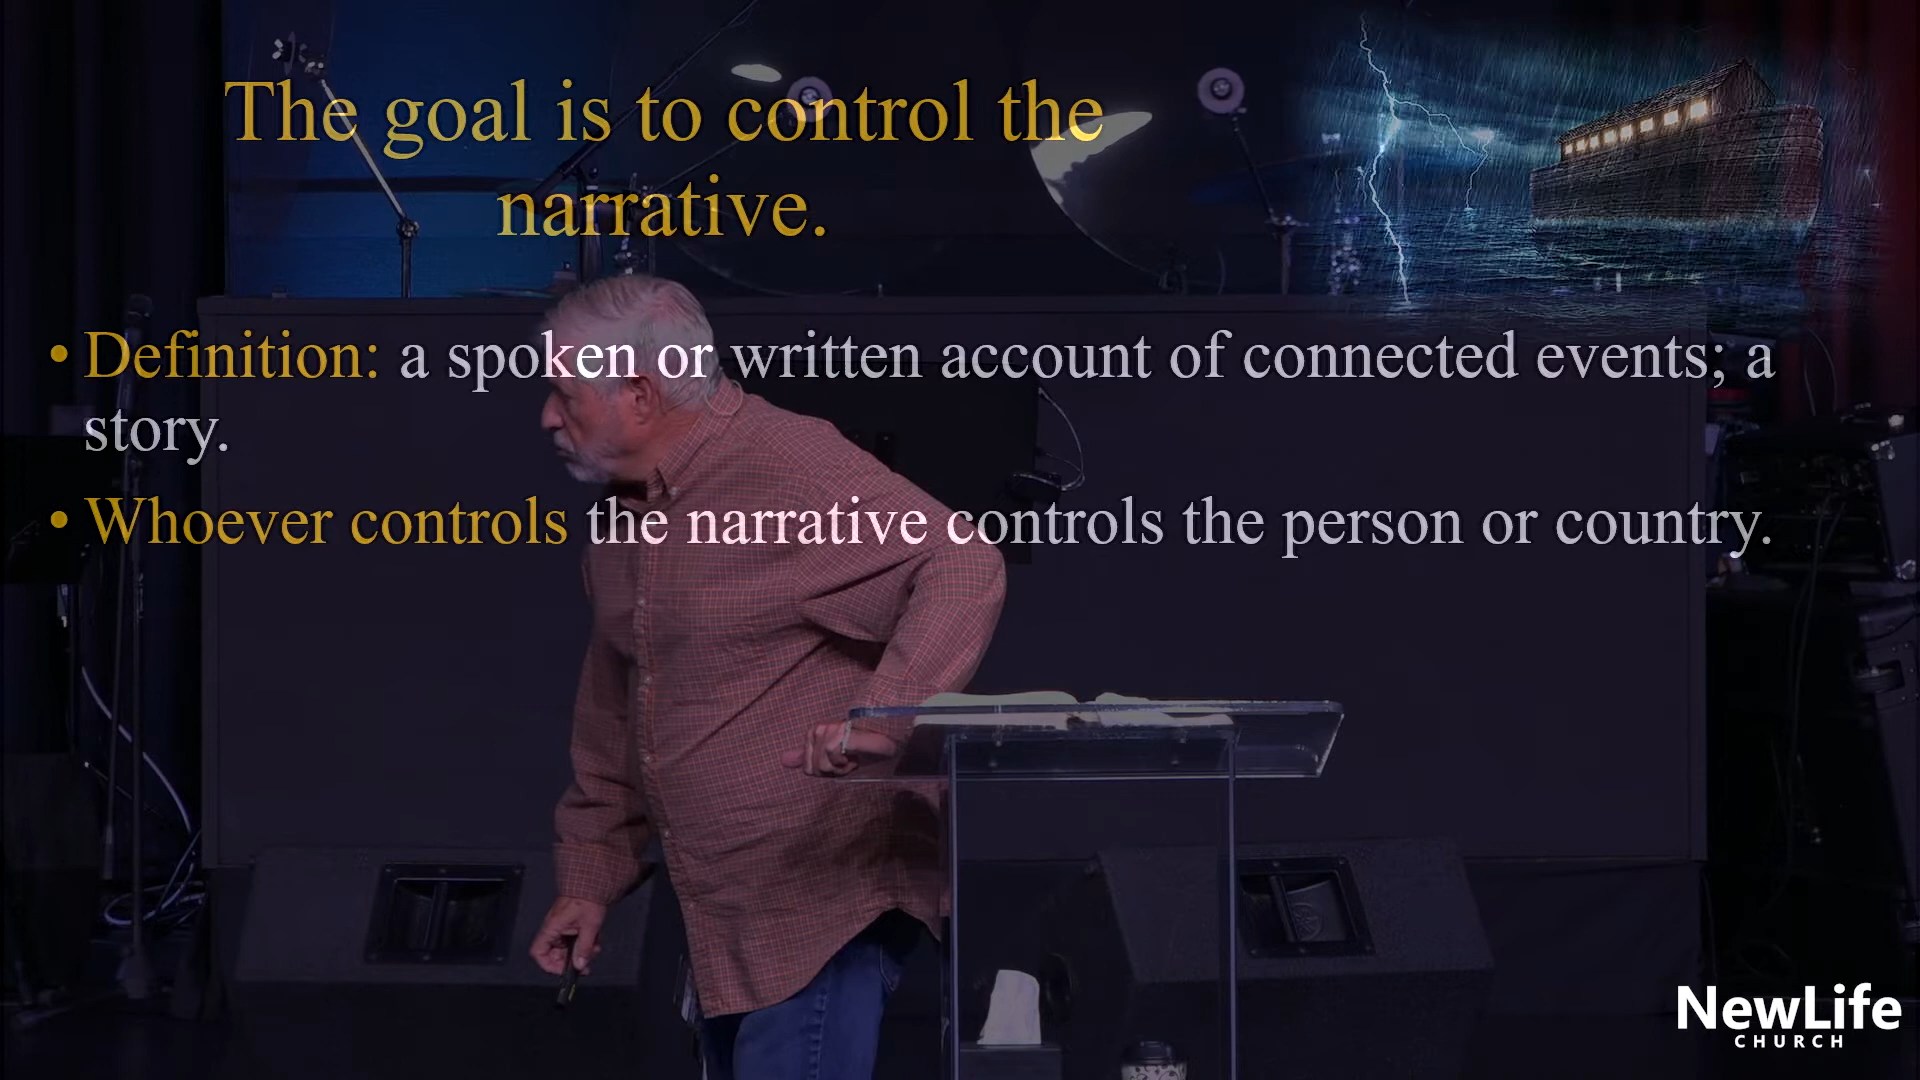 The goal is to control the
narrative.
• Definition: a spoken or written account of connected events; a
story.
• Whoever controls the narrative controls the person or country.
NewLife
CHURCH